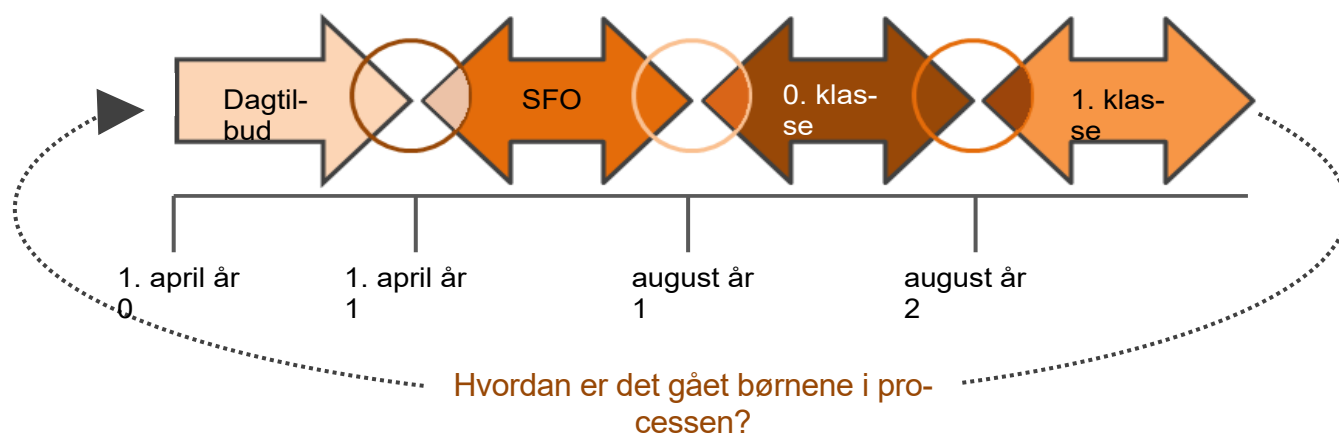 Dagtil-
bud
SFO
0. klas-
se
1. klas-
se
1. april år
0
1. april år
1
august år
1
august år
2
Hvordan er det gået børnene i pro-
cessen?